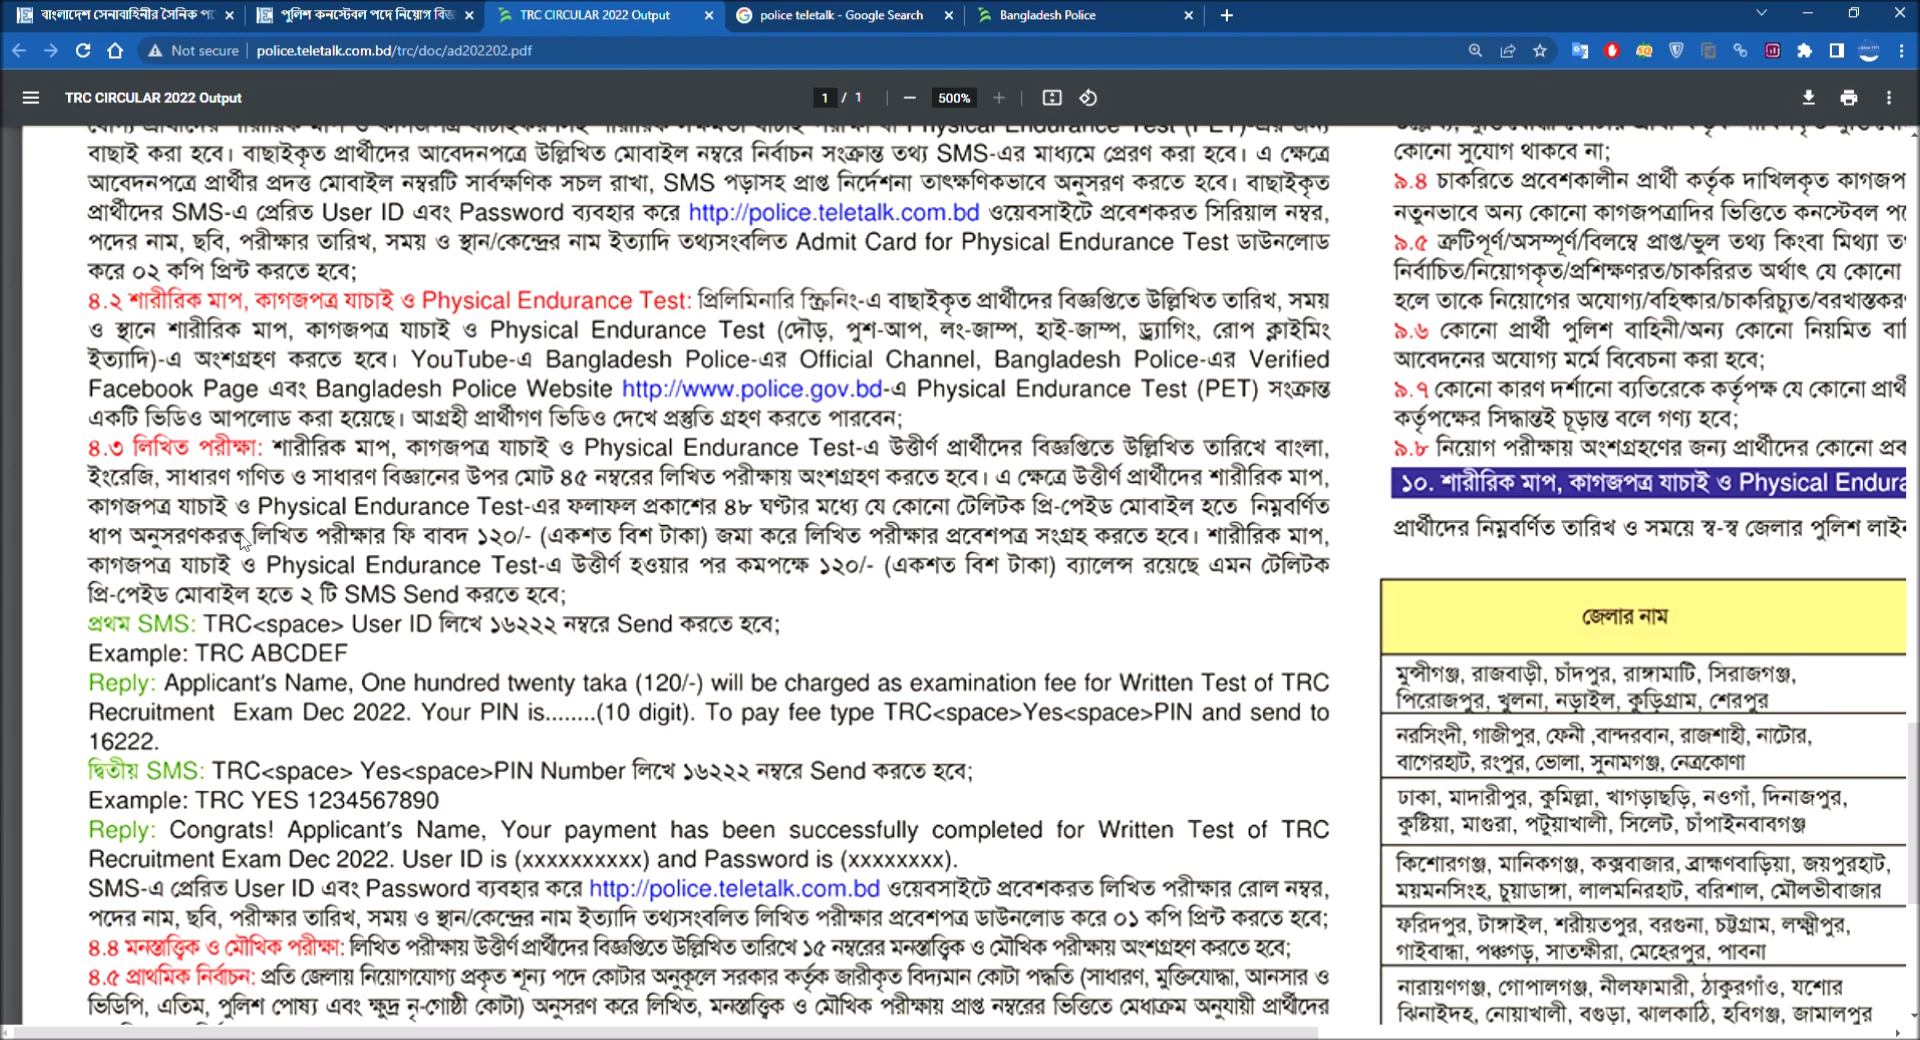 বাংলাদেশ সেনাবাহিনীর সৈনিক পদে
পুলিশ কনস্টেবল পদে নিয়োগ বিজ্ঞ
TRC CIRCULAR 2022 Output
police teletalk - Google Search
Bangladesh Police
Not secure
police.teletalk.com.bd/trc/doc/ad202202.pdf
TRC CIRCULAR 2022 Output
1 / 1
500%
বাছাই করা হবে। বাছাইকৃত প্রার্থীদের আবেদনপত্রে উল্লিখিত মোবাইল নম্বরে নির্বাচন সংক্রান্ত তথ্য SMS-এর মাধ্যমে প্রেরণ করা হবে। এ ক্ষেত্রে
আবেদনপত্রে প্রার্থীর প্রদত্ত মোবাইল নম্বরটি সার্বক্ষণিক সচল রাখা, SMS পড়াসহ প্রাপ্ত নির্দেশনা তাৎক্ষণিকভাবে অনুসরণ করতে হবে। বাছাইকৃত
প্রার্থীদের SMS-এ প্রেরিত User ID এবং Password ব্যবহার করে http://police.teletalk.com.bd ওয়েবসাইটে প্রবেশকরত সিরিয়াল নম্বর,
পদের নাম, ছবি, পরীক্ষার তারিখ, সময় ও স্থান/কেন্দ্রের নাম ইত্যাদি তথ্যসংবলিত Admit Card for Physical Endurance Test ডাউনলোড
করে ০২ কপি প্রিন্ট করতে হবে;
৪.২ শারীরিক মাপ, কাগজপত্র যাচাই ও Physical Endurance Test: প্রিলিমিনারি স্ক্রিনিং-এ বাছাইকৃত প্রার্থীদের বিজ্ঞপ্তিতে উল্লিখিত তারিখ, সময়
ও স্থানে শারীরিক মাপ, কাগজপত্র যাচাই ও Physical Endurance Test (দৌড়, পুশ-আপ, লং-জাম্প, হাই-জাম্প, ড্র্যাগিং, রোপ ক্লাইমিং
ইত্যাদি)-এ অংশগ্রহণ করতে হবে। YouTube-এ Bangladesh Police-এর Official Channel, Bangladesh Police-এর Verified
Facebook Page এবং Bangladesh Police Website http://www.police.gov.bd-এ Physical Endurance Test (PET) সংক্রান্ত
একটি ভিডিও আপলোড করা হয়েছে। আগ্রহী প্রার্থীগণ ভিডিও দেখে প্রস্তুতি গ্রহণ করতে পারবেন;
৪.৩ লিখিত পরীক্ষা: শারীরিক মাপ, কাগজপত্র যাচাই ও Physical Endurance Test-এ উত্তীর্ণ প্রার্থীদের বিজ্ঞপ্তিতে উল্লিখিত তারিখে বাংলা,
ইংরেজি, সাধারণ গণিত ও সাধারণ বিজ্ঞানের উপর মোট ৪৫ নম্বরের লিখিত পরীক্ষায় অংশগ্রহণ করতে হবে। এ ক্ষেত্রে উত্তীর্ণ প্রার্থীদের শারীরিক মাপ,
কাগজপত্র যাচাই ও Physical Endurance Test-এর ফলাফল প্রকাশের ৪৮ ঘণ্টার মধ্যে যে কোনো টেলিটক প্রি-পেইড মোবাইল হতে নিম্নবর্ণিত
ধাপ অনুসরণকরত লিখিত পরীক্ষার ফি বাবদ ১২০/- (একশত বিশ টাকা) জমা করে লিখিত পরীক্ষার প্রবেশপত্র সংগ্রহ করতে হবে। শারীরিক মাপ,
কাগজপত্র যাচাই ও Physical Endurance Test-এ উত্তীর্ণ হওয়ার পর কমপক্ষে ১২০/- (একশত বিশ টাকা) ব্যালেন্স রয়েছে এমন টেলিটক
প্রি-পেইড মোবাইল হতে ২ টি SMS Send করতে হবে;
প্রথম SMS: TRC<space> User ID লিখে ১৬২২২ নম্বরে Send করতে হবে;
Example: TRC ABCDEF
Reply: Applicant's Name, One hundred twenty taka (120/-) will be charged as examination fee for Written Test of TRC
Recruitment Exam Dec 2022. Your PIN is........(10 digit). To pay fee type TRC<space>Yes<space>PIN and send to
16222.
দ্বিতীয় SMS: TRC<space> Yes<space>PIN Number লিখে ১৬২২২ নম্বরে Send করতে হবে;
Example: TRC YES 1234567890
Reply: Congrats! Applicant's Name, Your payment has been successfully completed for Written Test of TRC
Recruitment Exam Dec 2022. User ID is (xxxxxxxxxx) and Password is (xxxxxxxx).
SMS-এ প্রেরিত User ID এবং Password ব্যবহার করে http://police.teletalk.com.bd ওয়েবসাইটে প্রবেশকরত লিখিত পরীক্ষার রোল নম্বর,
পদের নাম, ছবি, পরীক্ষার তারিখ, সময় ও স্থান/কেন্দ্রের নাম ইত্যাদি তথ্যসংবলিত লিখিত পরীক্ষার প্রবেশপত্র ডাউনলোড করে ০১ কপি প্রিন্ট করতে হবে;
৪.৪ মনস্তাত্ত্বিক ও মৌখিক পরীক্ষা: লিখিত পরীক্ষায় উত্তীর্ণ প্রার্থীদের বিজ্ঞপ্তিতে উল্লিখিত তারিখে ১৫ নম্বরের মনস্তাত্ত্বিক ও মৌখিক পরীক্ষায় অংশগ্রহণ করতে হবে;
৪.৫ প্রাথমিক নির্বাচন: প্রতি জেলায় নিয়োগযোগ্য প্রকৃত শূন্য পদে কোটার অনুকূলে সরকার কর্তৃক জারীকৃত বিদ্যমান কোটা পদ্ধতি (সাধারণ, মুক্তিযোদ্ধা, আনসার ও
ভিডিপি, এতিম, পুলিশ পোষ্য এবং ক্ষুদ্র নৃ-গোষ্ঠী কোটা) অনুসরণ করে লিখিত, মনস্তাত্ত্বিক ও মৌখিক পরীক্ষায় প্রাপ্ত নম্বরের ভিত্তিতে মেধাক্রম অনুযায়ী প্রার্থীদের
কোনো সুযোগ থাকবে না;
৯.৪ চাকরিতে প্রবেশকালীন প্রার্থী কর্তৃক দাখিলকৃত কাগজপ
নতুনভাবে অন্য কোনো কাগজপত্রাদির ভিত্তিতে কনস্টেবল পদে
৯.৫ ত্রুটিপূর্ণ/অসম্পূর্ণ/বিলম্বে প্রাপ্ত/ভুল তথ্য কিংবা মিথ্যা ত
নির্বাচিত/নিয়োগকৃত/প্রশিক্ষণরত/চাকরিরত অর্থাৎ যে কোনো
হলে তাকে নিয়োগের অযোগ্য/বহিষ্কার/চাকরিচ্যুত/বরখাস্তকর
৯.৬ কোনো প্রার্থী পুলিশ বাহিনী/অন্য কোনো নিয়মিত বা
আবেদনের অযোগ্য মর্মে বিবেচনা করা হবে;
৯.৭ কোনো কারণ দর্শানো ব্যতিরেকে কর্তৃপক্ষ যে কোনো প্রার্থী
কর্তৃপক্ষের সিদ্ধান্তই চূড়ান্ত বলে গণ্য হবে;
৯.৮ নিয়োগ পরীক্ষায় অংশগ্রহণের জন্য প্রার্থীদের কোনো প্রব
১০. শারীরিক মাপ, কাগজপত্র যাচাই ও Physical Endura
প্রার্থীদের নিম্নবর্ণিত তারিখ ও সময়ে স্ব-স্ব জেলার পুলিশ লাইন
জেলার নাম
মুন্সীগঞ্জ, রাজবাড়ী, চাঁদপুর, রাঙ্গামাটি, সিরাজগঞ্জ,
পিরোজপুর, খুলনা, নড়াইল, কুড়িগ্রাম, শেরপুর
নরসিংদী, গাজীপুর, ফেনী ,বান্দরবান, রাজশাহী, নাটোর,
বাগেরহাট, রংপুর, ভোলা, সুনামগঞ্জ, নেত্রকোণা
ঢাকা, মাদারীপুর, কুমিল্লা, খাগড়াছড়ি, নওগাঁ, দিনাজপুর,
কুষ্টিয়া, মাগুরা, পটুয়াখালী, সিলেট, চাঁপাইনবাবগঞ্জ
কিশোরগঞ্জ, মানিকগঞ্জ, কক্সবাজার, ব্রাহ্মণবাড়িয়া, জয়পুরহাট,
ময়মনসিংহ, চুয়াডাঙ্গা, লালমনিরহাট, বরিশাল, মৌলভীবাজার
ফরিদপুর, টাঙ্গাইল, শরীয়তপুর, বরগুনা, চট্টগ্রাম, লক্ষ্মীপুর,
গাইবান্ধা, পঞ্চগড়, সাতক্ষীরা, মেহেরপুর, পাবনা
নারায়ণগঞ্জ, গোপালগঞ্জ, নীলফামারী, ঠাকুরগাঁও, যশোর
ঝিনাইদহ, নোয়াখালী, বগুড়া, ঝালকাঠি, হবিগঞ্জ, জামালপুর